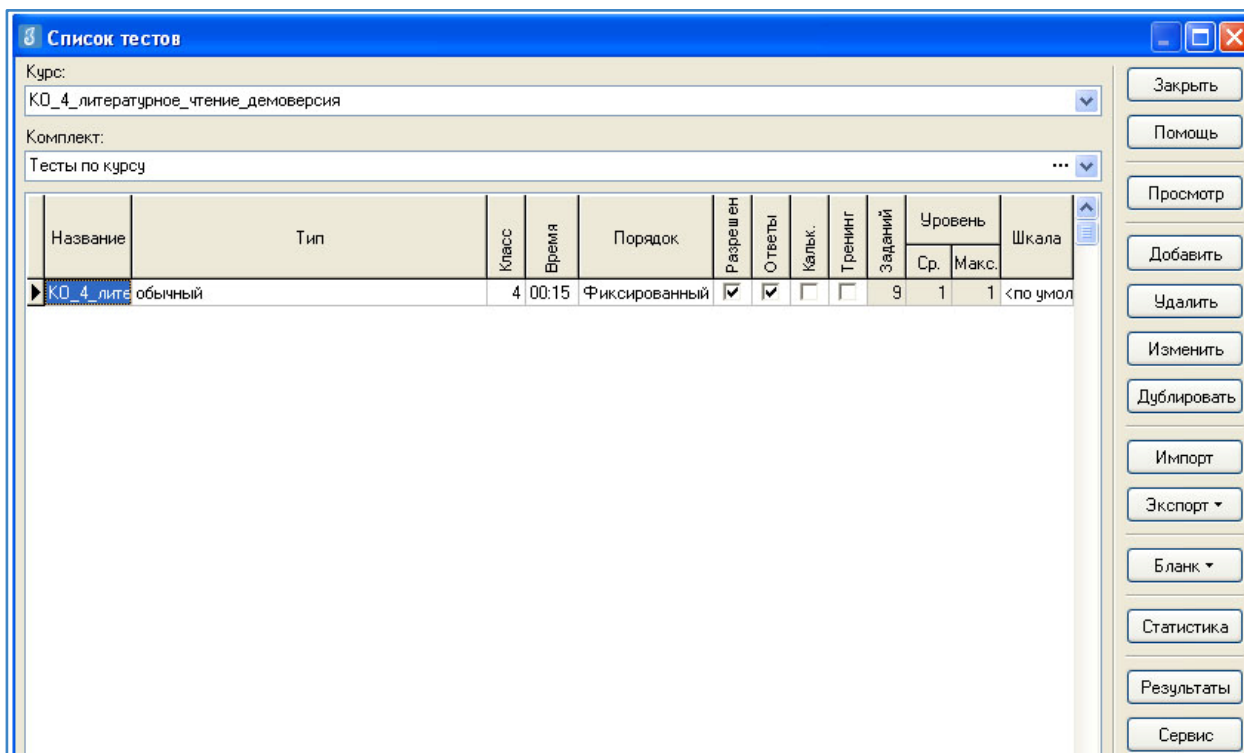 Список тестов
Курс:
КО_4_литературное_чтение_демоверсия
Комплект:
Тесты по курсу ...
Название Тип Класс Время Порядок Разрешен Ответы Кальк. Тренинг Заданий Уровень Шкала
Ср. Макс.
КО_4_лите обычный 4 00:15 Фиксированный 9 1 1 <по умол
Закрыть
Помощь
Просмотр
Добавить
Удалить
Изменить
Дублировать
Импорт
Экспорт
Бланк
Статистика
Результаты
Сервис